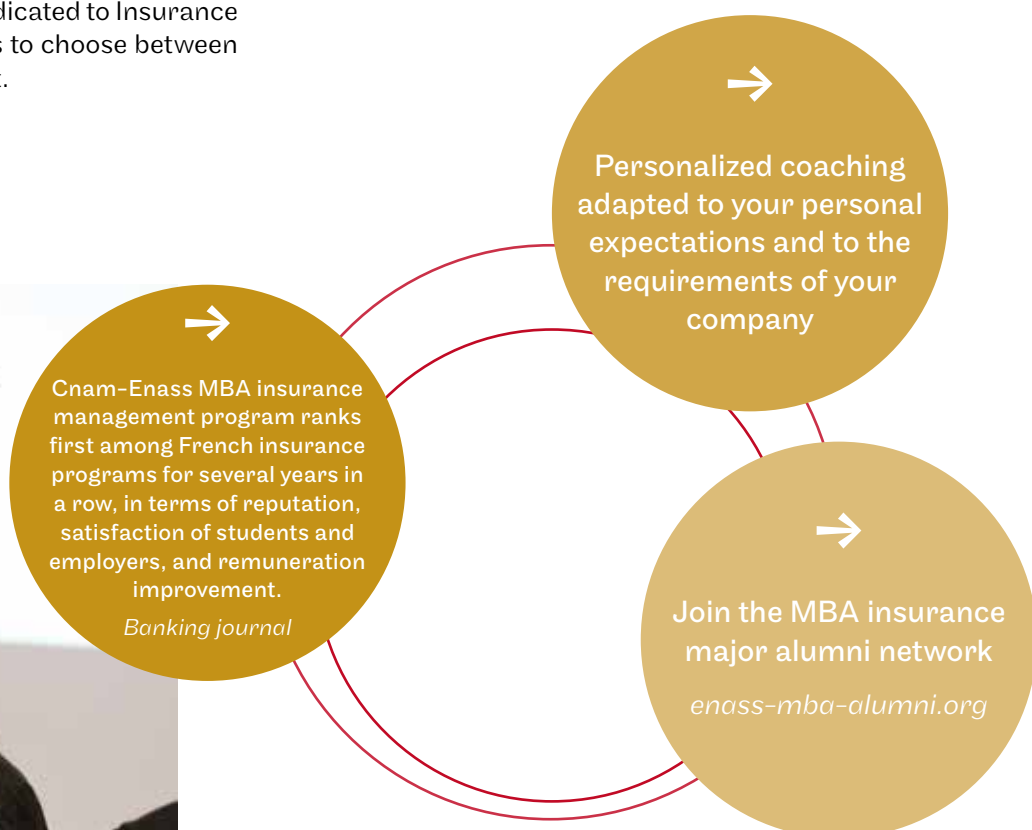 dicated to Insurance
s to choose between
Personalized coaching
adapted to your personal
expectations and to the
requirements of your
company
Cnam-Enass MBA insurance
management program ranks
first among French insurance
programs for several years in
a row, in terms of reputation,
satisfaction of students and
employers, and remuneration
improvement.
Banking journal
Join the MBA insurance
major alumni network
enass-mba-alumni.org